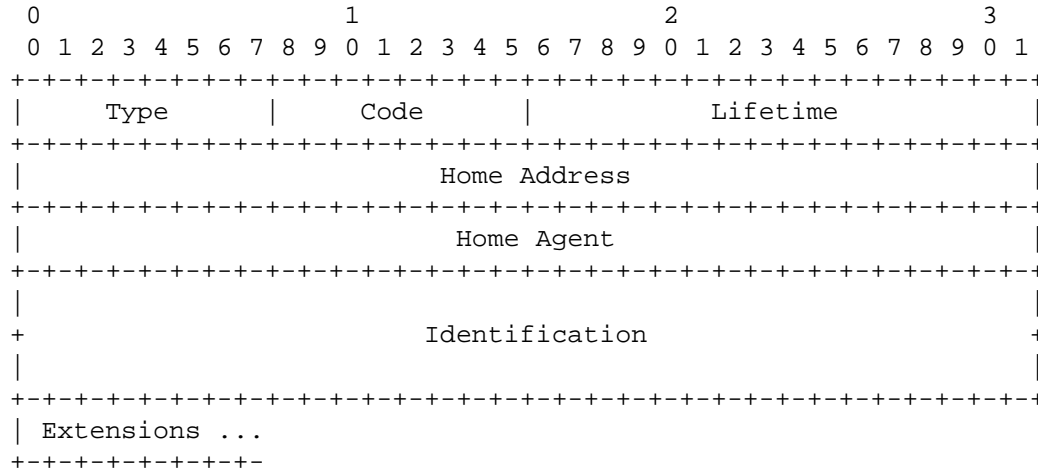 0                   1                   2                   3
0 1 2 3 4 5 6 7 8 9 0 1 2 3 4 5 6 7 8 9 0 1 2 3 4 5 6 7 8 9 0 1
+-+-+-+-+-+-+-+-+-+-+-+-+-+-+-+-+-+-+-+-+-+-+-+-+-+-+-+-+-+-+-+-+
|     Type      |     Code      |           Lifetime            |
+-+-+-+-+-+-+-+-+-+-+-+-+-+-+-+-+-+-+-+-+-+-+-+-+-+-+-+-+-+-+-+-+
|                          Home Address                         |
+-+-+-+-+-+-+-+-+-+-+-+-+-+-+-+-+-+-+-+-+-+-+-+-+-+-+-+-+-+-+-+-+
|                           Home Agent                          |
+-+-+-+-+-+-+-+-+-+-+-+-+-+-+-+-+-+-+-+-+-+-+-+-+-+-+-+-+-+-+-+-+
|                                                               |
+                         Identification                        +
|                                                               |
+-+-+-+-+-+-+-+-+-+-+-+-+-+-+-+-+-+-+-+-+-+-+-+-+-+-+-+-+-+-+-+-+
| Extensions ...
+-+-+-+-+-+-+-+-